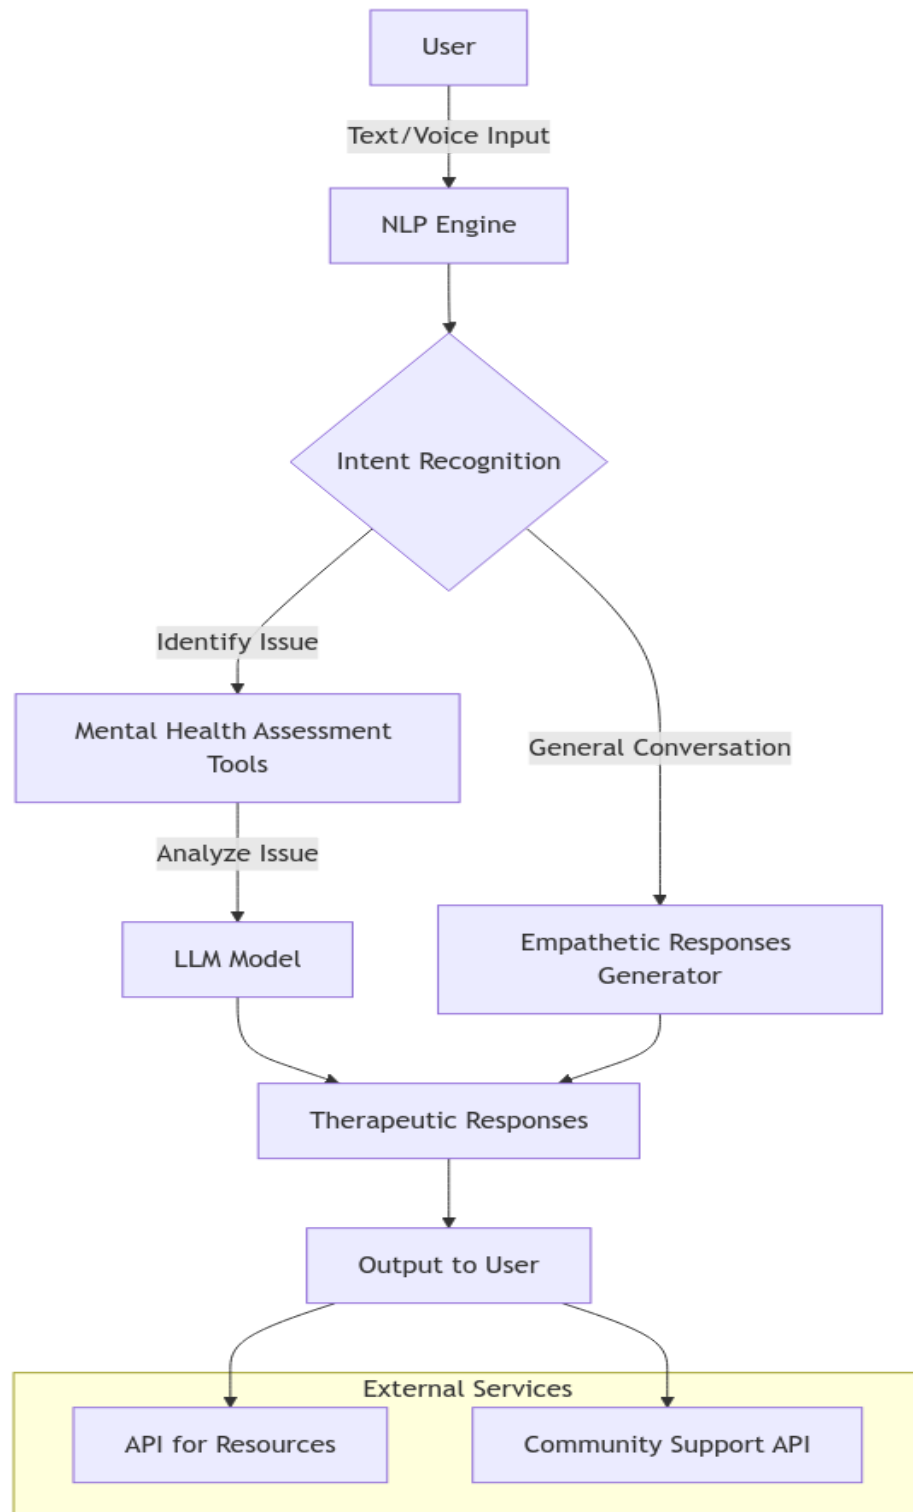 User
Text/Voice Input
NLP Engine
Intent Recognition
Identify Issue
Mental Health Assessment
Tools
General Conversation
Analyze Issue
LLM Model
Empathetic Responses
Generator
Therapeutic Responses
Output to User
External Services
API for Resources
Community Support API